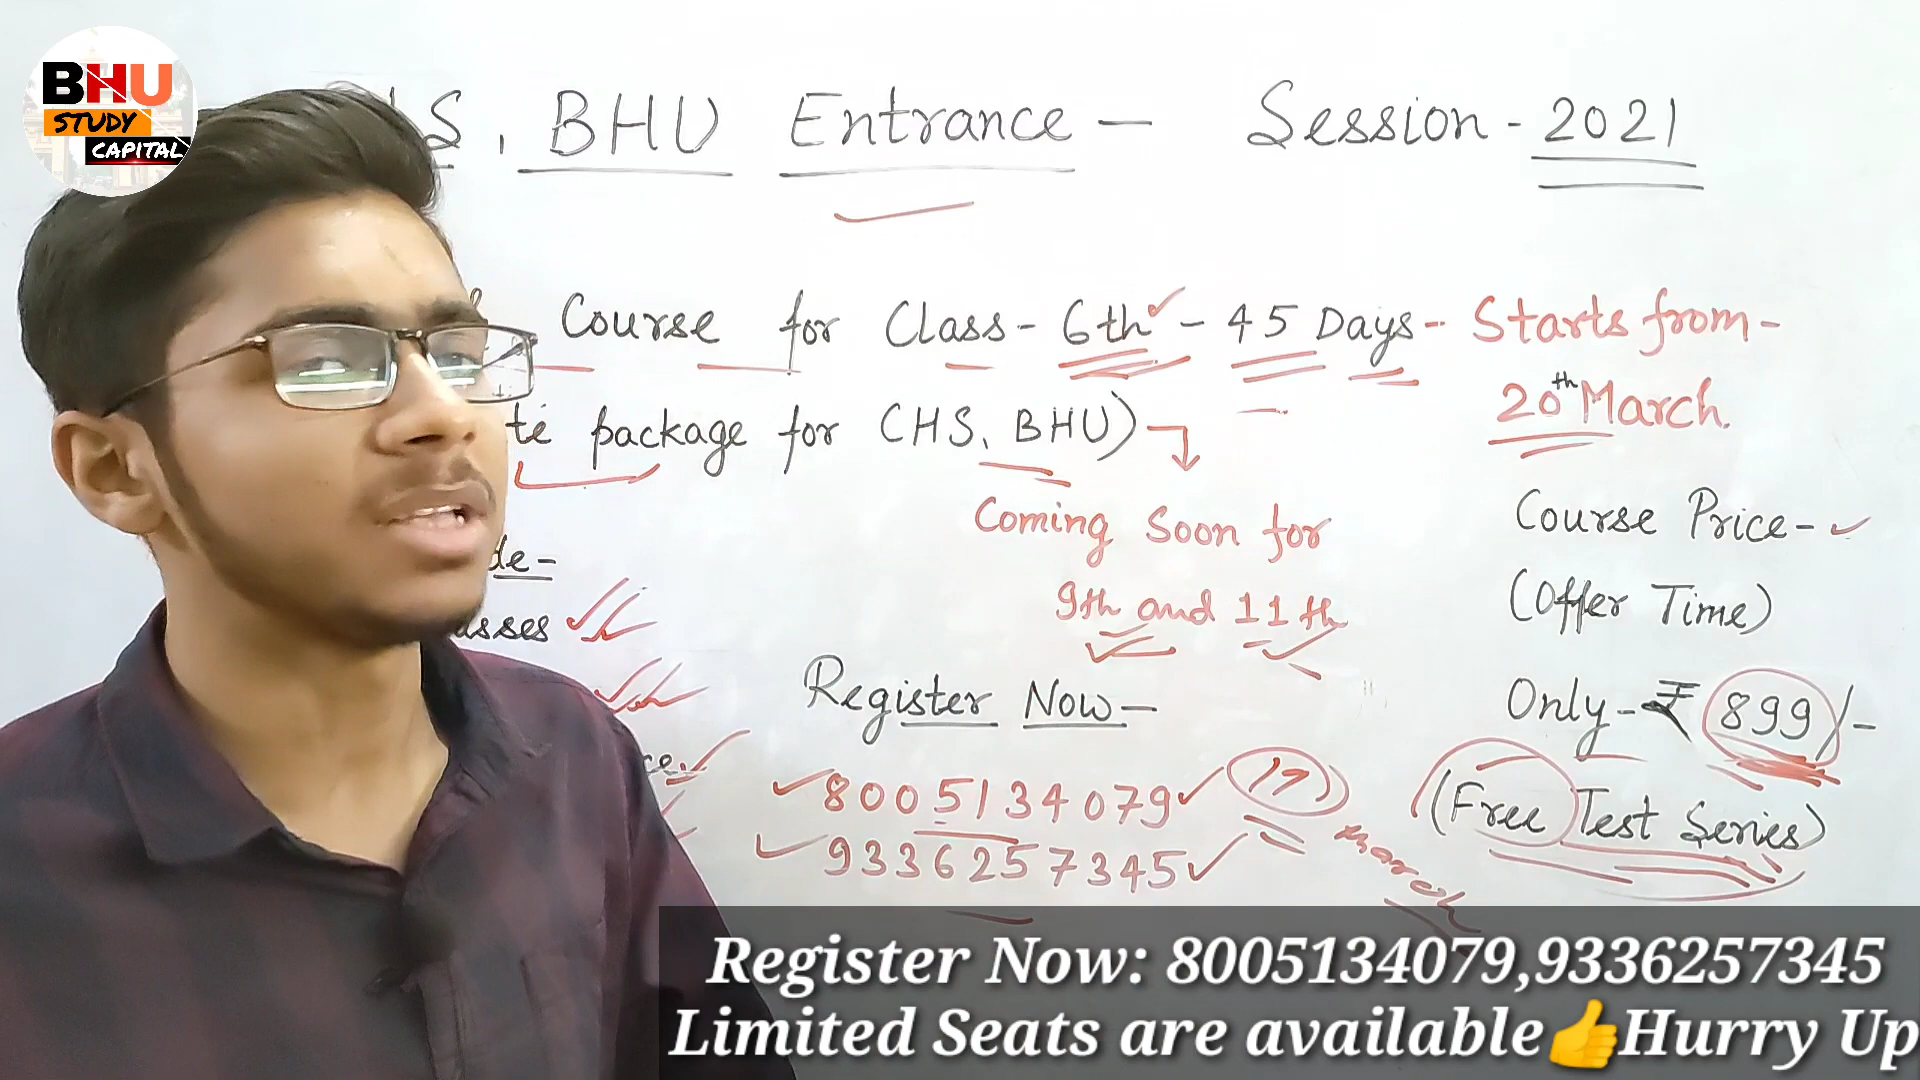 BHU
STUDY
CAPITAL
S, BHU Entrance - Session - 2021
Course for Class - 6th - 45 Days - Starts from -
20th March.
package for CHS, BHU)
Coming Soon for
9th and 11th
Course Price -
(Offer Time)
Only - ₹ 899/-
(Free Test Series)
Register Now -
8005134079
17 March
9336257345
Register Now: 8005134079,9336257345
Limited Seats are available👍Hurry Up